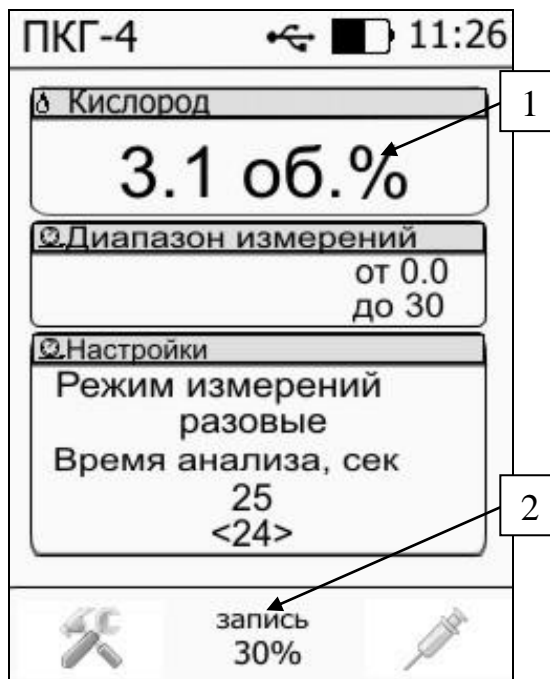 ПКГ-4 11:26
Кислород
1
3.1 об.%
Диапазон измерений
от 0.0
до 30
Настройки
Режим измерений
разовые
Время анализа, сек
25
2
<24>
запись
30%